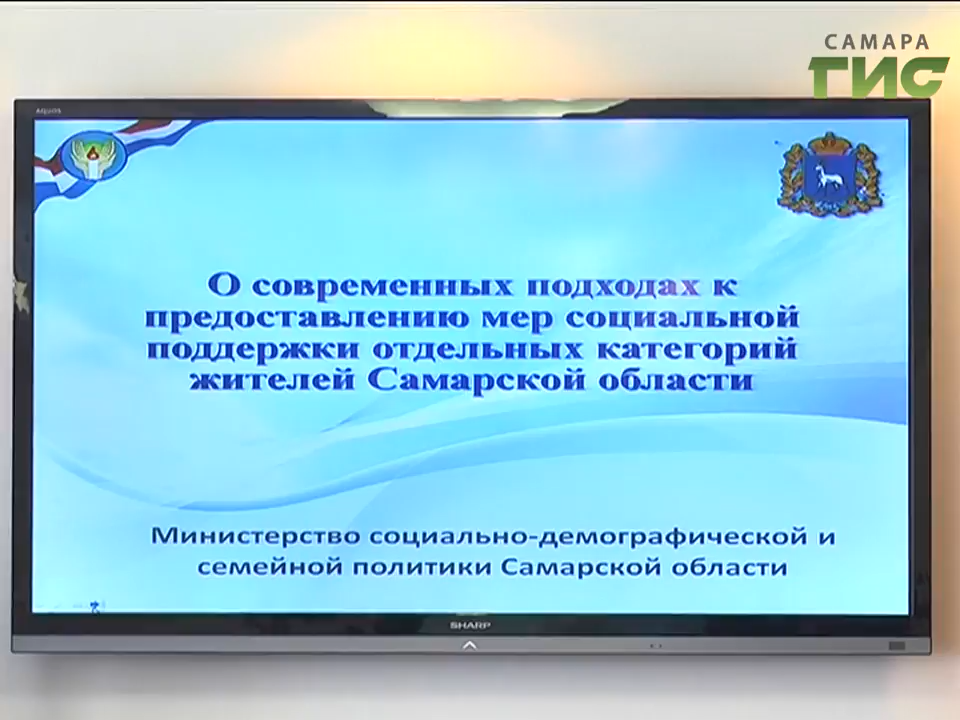 САМАРА
ГИС
AQUOS
О современных подходах к
предоставлению мер социальной
поддержки отдельных категорий
жителей Самарской области
Министерство социально-демографической и
семейной политики Самарской области
SHARP